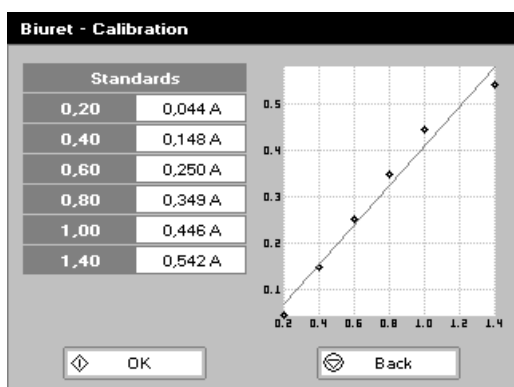 Biuret - Calibration
Standards
0,20 0,044 A
0,40 0,148 A
0,60 0,250 A
0,80 0,349 A
1,00 0,446 A
1,40 0,542 A
0.5
0.4
0.3
0.2
0.1
0.2 0.4 0.6 0.8 1.0 1.2 1.4
OK Back